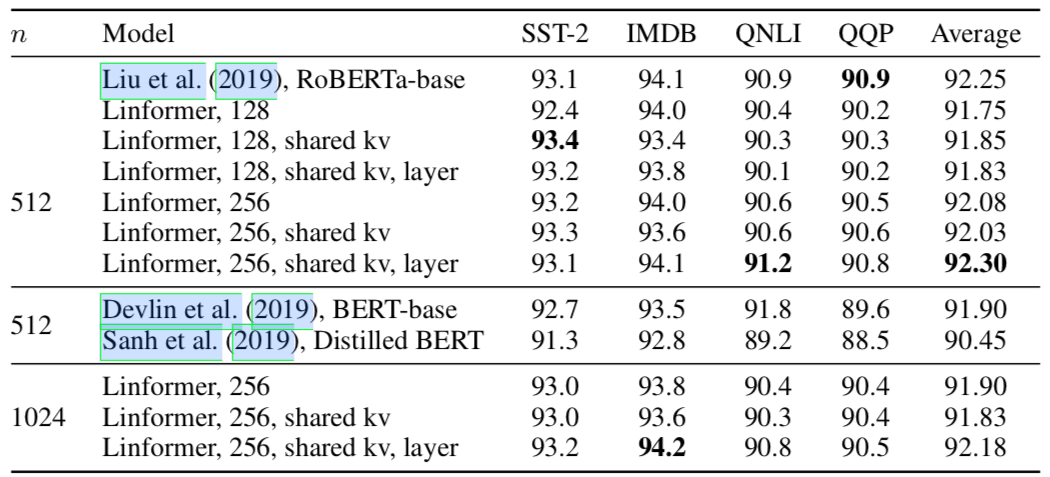 n Model SST-2 IMDB QNLI QQP Average
Liu et al. (2019), RoBERTa-base 93.1 94.1 90.9 90.9 92.25
Linformer, 128 92.4 94.0 90.4 90.2 91.75
Linformer, 128, shared kv 93.4 93.4 90.3 90.3 91.85
Linformer, 128, shared kv, layer 93.2 93.8 90.1 90.2 91.83
512 Linformer, 256 93.2 94.0 90.6 90.5 92.08
Linformer, 256, shared kv 93.3 93.6 90.6 90.6 92.03
Linformer, 256, shared kv, layer 93.1 94.1 91.2 90.8 92.30
512
Devlin et al. (2019), BERT-base 92.7 93.5 91.8 89.6 91.90
Sanh et al. (2019), Distilled BERT 91.3 92.8 89.2 88.5 90.45
Linformer, 256 93.0 93.8 90.4 90.4 91.90
1024 Linformer, 256, shared kv 93.0 93.6 90.3 90.4 91.83
Linformer, 256, shared kv, layer 93.2 94.2 90.8 90.5 92.18